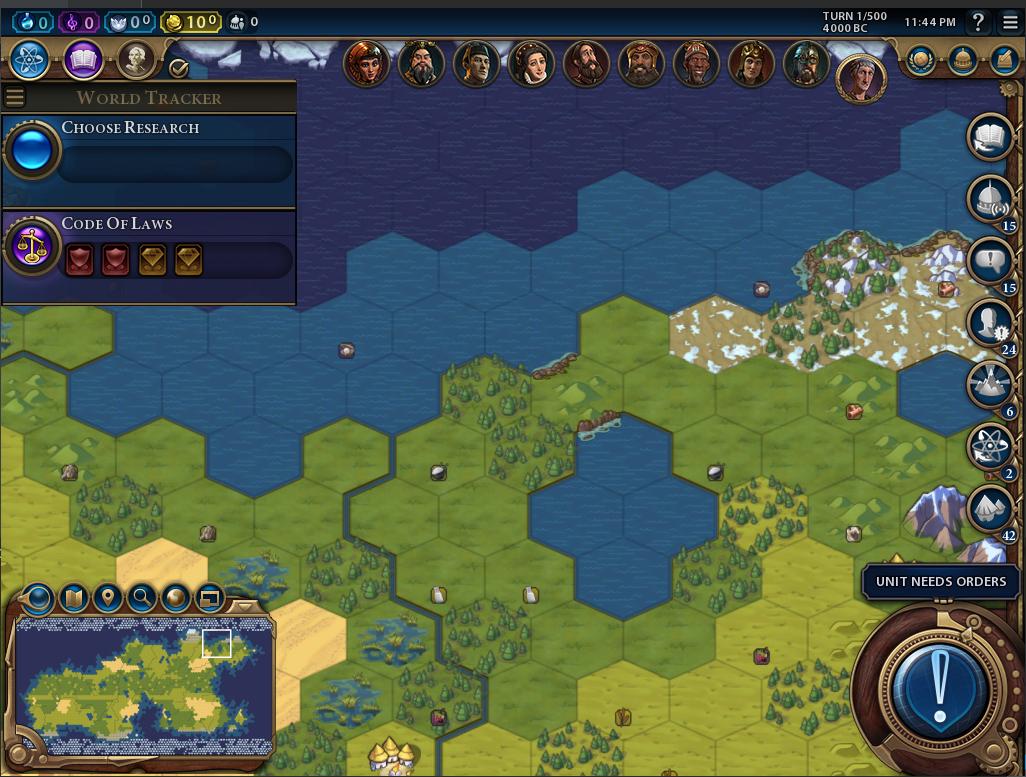 0 0 0⁰ 10⁰ 0
TURN 1/500
4000 BC
11:44 PM ?
WORLD TRACKER
CHOOSE RESEARCH
CODE OF LAWS
15
15
24
6
2
42
UNIT NEEDS ORDERS